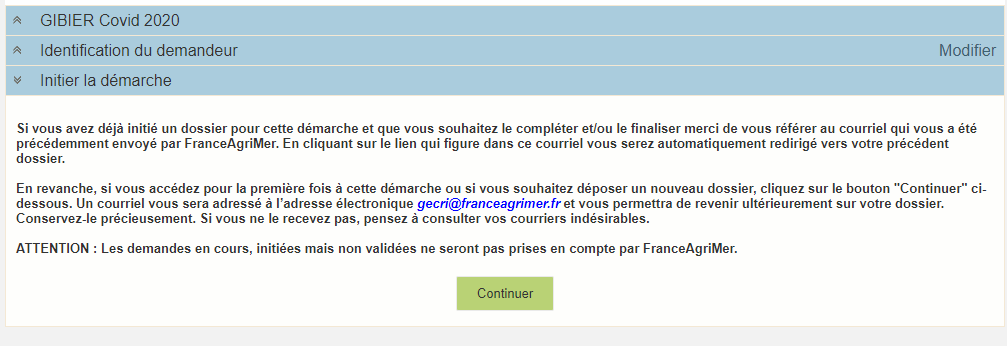 GIBIER Covid 2020
Identification du demandeur Modifier
Initier la démarche
Si vous avez déjà initié un dossier pour cette démarche et que vous souhaitez le compléter et/ou le finaliser merci de vous référer au courriel qui vous a été
précédemment envoyé par FranceAgriMer. En cliquant sur le lien qui figure dans ce courriel vous serez automatiquement redirigé vers votre précédent
dossier.
En revanche, si vous accédez pour la première fois à cette démarche ou si vous souhaitez déposer un nouveau dossier, cliquez sur le bouton "Continuer" ci-
dessous. Un courriel vous sera adressé à l'adresse électronique gecri@franceagrimer.fr et vous permettra de revenir ultérieurement sur votre dossier.
Conservez-le précieusement. Si vous ne le recevez pas, pensez à consulter vos courriers indésirables.
ATTENTION : Les demandes en cours, initiées mais non validées ne seront pas prises en compte par FranceAgriMer.
Continuer